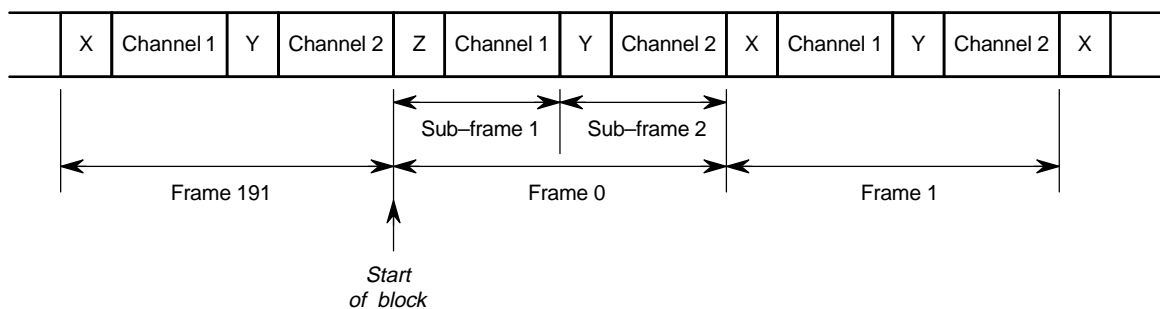 X Channel 1 Y Channel 2 Z Channel 1 Y Channel 2 X Channel 1 Y Channel 2 X
Sub–frame 1 Sub–frame 2
Frame 191 Frame 0 Frame 1
Start
of block